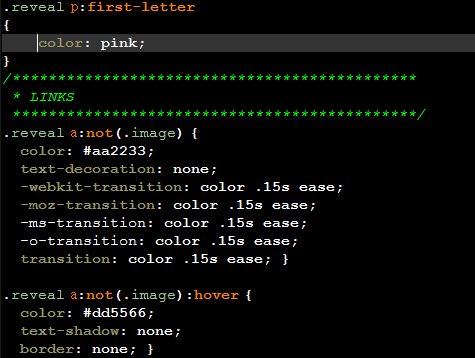 .reveal p:first-letter
{
    color: pink;
}
/*********************************************
 * LINKS
 *********************************************/
.reveal a:not(.image) {
  color: #aa2233;
  text-decoration: none;
  -webkit-transition: color .15s ease;
  -moz-transition: color .15s ease;
  -ms-transition: color .15s ease;
  -o-transition: color .15s ease;
  transition: color .15s ease; }

.reveal a:not(.image):hover {
  color: #dd5566;
  text-shadow: none;
  border: none; }